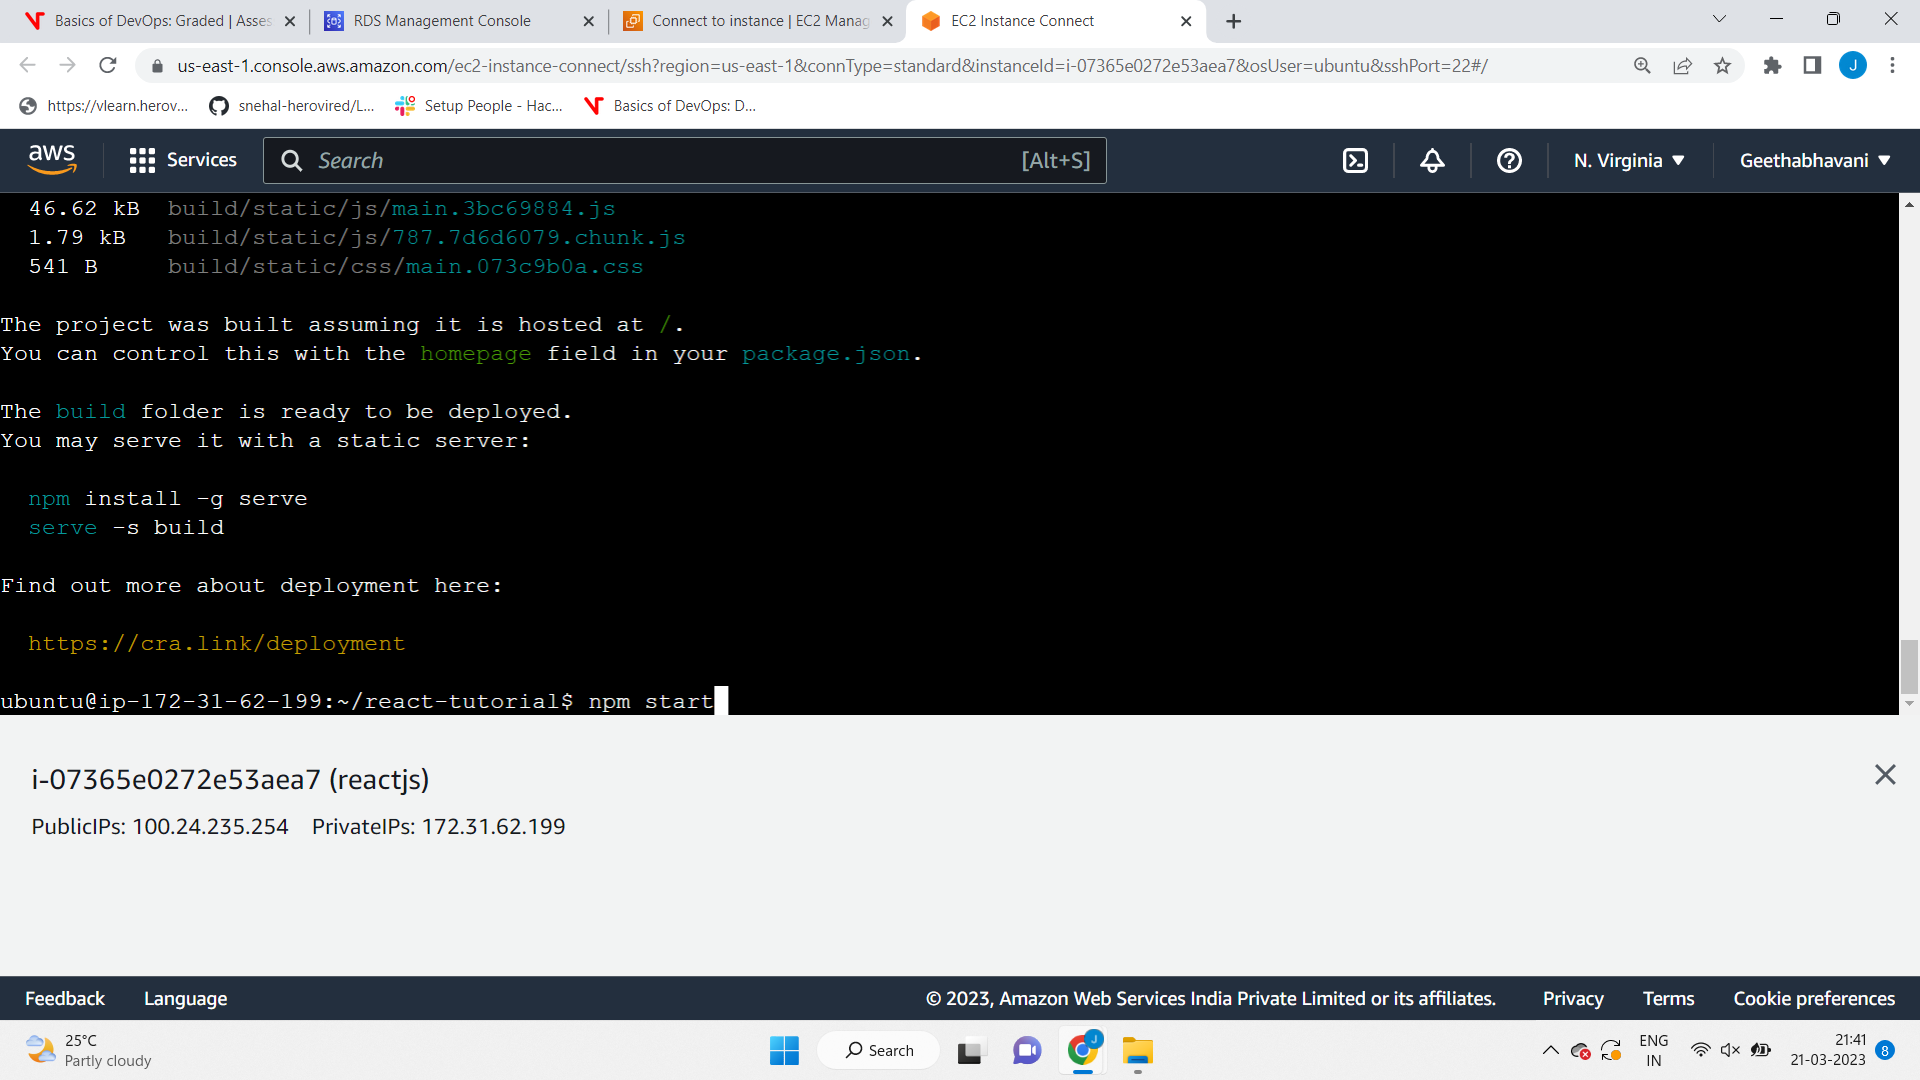 Basics of DevOps: Graded | Asses
RDS Management Console
Connect to instance | EC2 Manag
EC2 Instance Connect
us-east-1.console.aws.amazon.com/ec2-instance-connect/ssh?region=us-east-1&connType=standard&instanceId=i-07365e0272e53aea7&osUser=ubuntu&sshPort=22#/
J
https://vlearn.herov...
snehal-herovired/L...
Setup People - Hac...
Basics of DevOps: D...
aws
Services
Search
[Alt+S]
N. Virginia
Geethabhavani
46.62 kB build/static/js/main.3bc69884.js
1.79 kB build/static/js/787.7d6d6079.chunk.js
541 B build/static/css/main.073c9b0a.css
The project was built assuming it is hosted at /.
You can control this with the homepage field in your package.json.
The build folder is ready to be deployed.
You may serve it with a static server:
npm install -g serve
serve -s build
Find out more about deployment here:
https://cra.link/deployment
ubuntu@ip-172-31-62-199:~/react-tutorial$ npm start
i-07365e0272e53aea7 (reactjs)
PublicIPs: 100.24.235.254 PrivateIPs: 172.31.62.199
Feedback
Language
© 2023, Amazon Web Services India Private Limited or its affiliates.
Privacy
Terms
Cookie preferences
25°C
Partly cloudy
Search
J
ENG
IN
21:41
21-03-2023
8